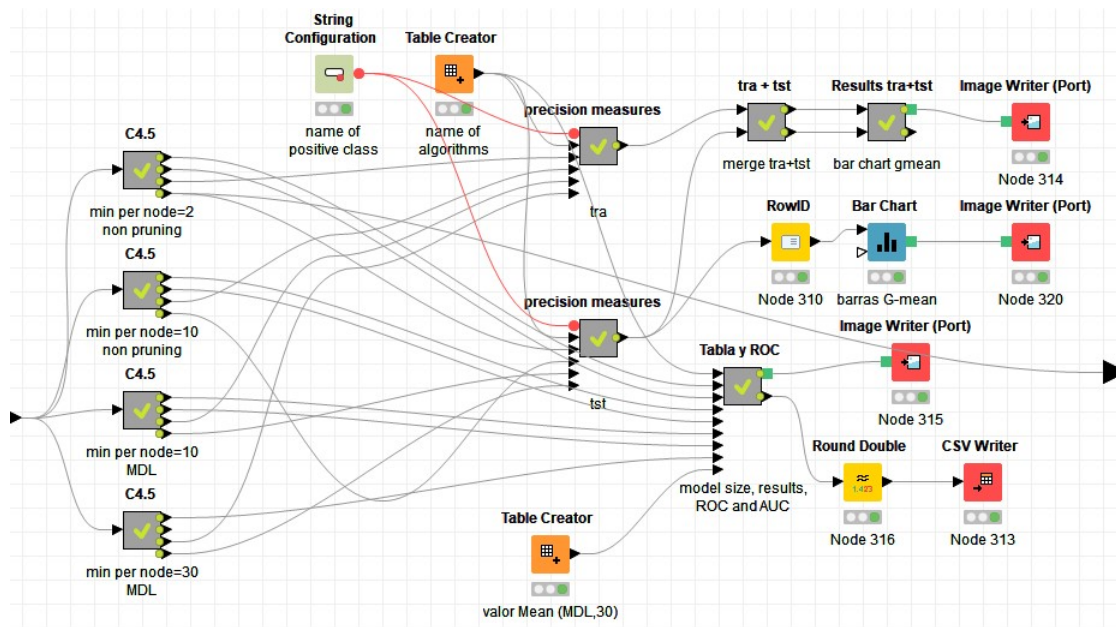 String
Configuration
name of
positive class
Table Creator
name of
algorithms
C4.5
min per node=2
non pruning
C4.5
min per node=10
non pruning
C4.5
min per node=10
MDL
C4.5
min per node=30
MDL
precision measures
tra
precision measures
tst
tra + tst
merge tra+tst
Results tra+tst
bar chart gmean
Image Writer (Port)
Node 314
RowID
Node 310
Bar Chart
barras G-mean
Image Writer (Port)
Node 320
Image Writer (Port)
Node 315
Tabla y ROC
model size, results,
ROC and AUC
Round Double
1.423
Node 316
CSV Writer
Node 313
Table Creator
valor Mean (MDL,30)